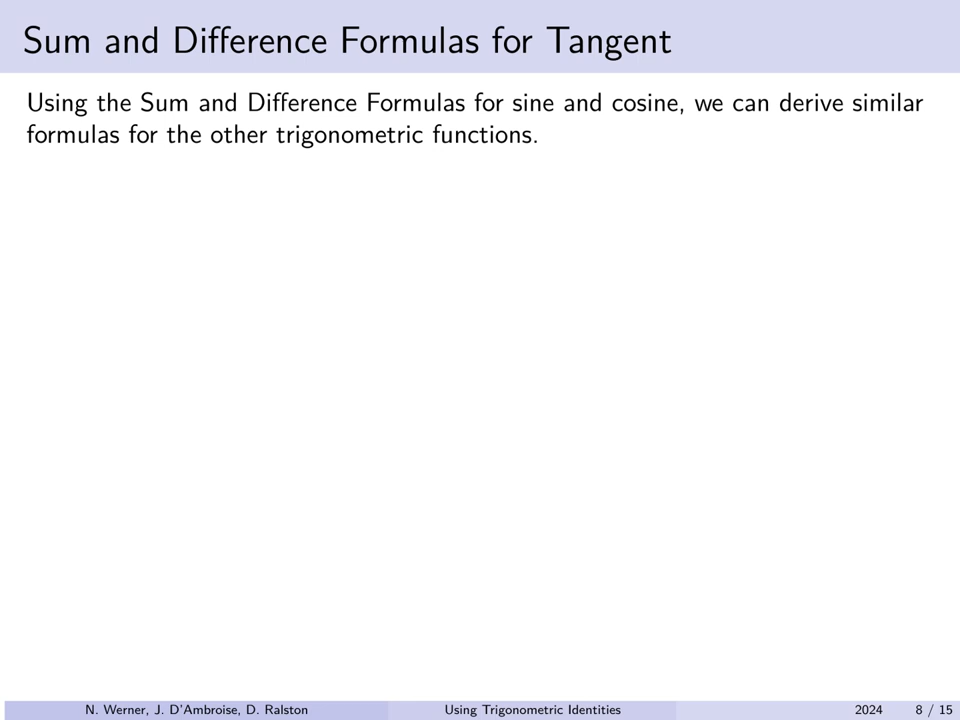 Sum and Difference Formulas for Tangent
Using the Sum and Difference Formulas for sine and cosine, we can derive similar
formulas for the other trigonometric functions.
N. Werner, J. D'Ambroise, D. Ralston
Using Trigonometric Identities
2024
8 / 15